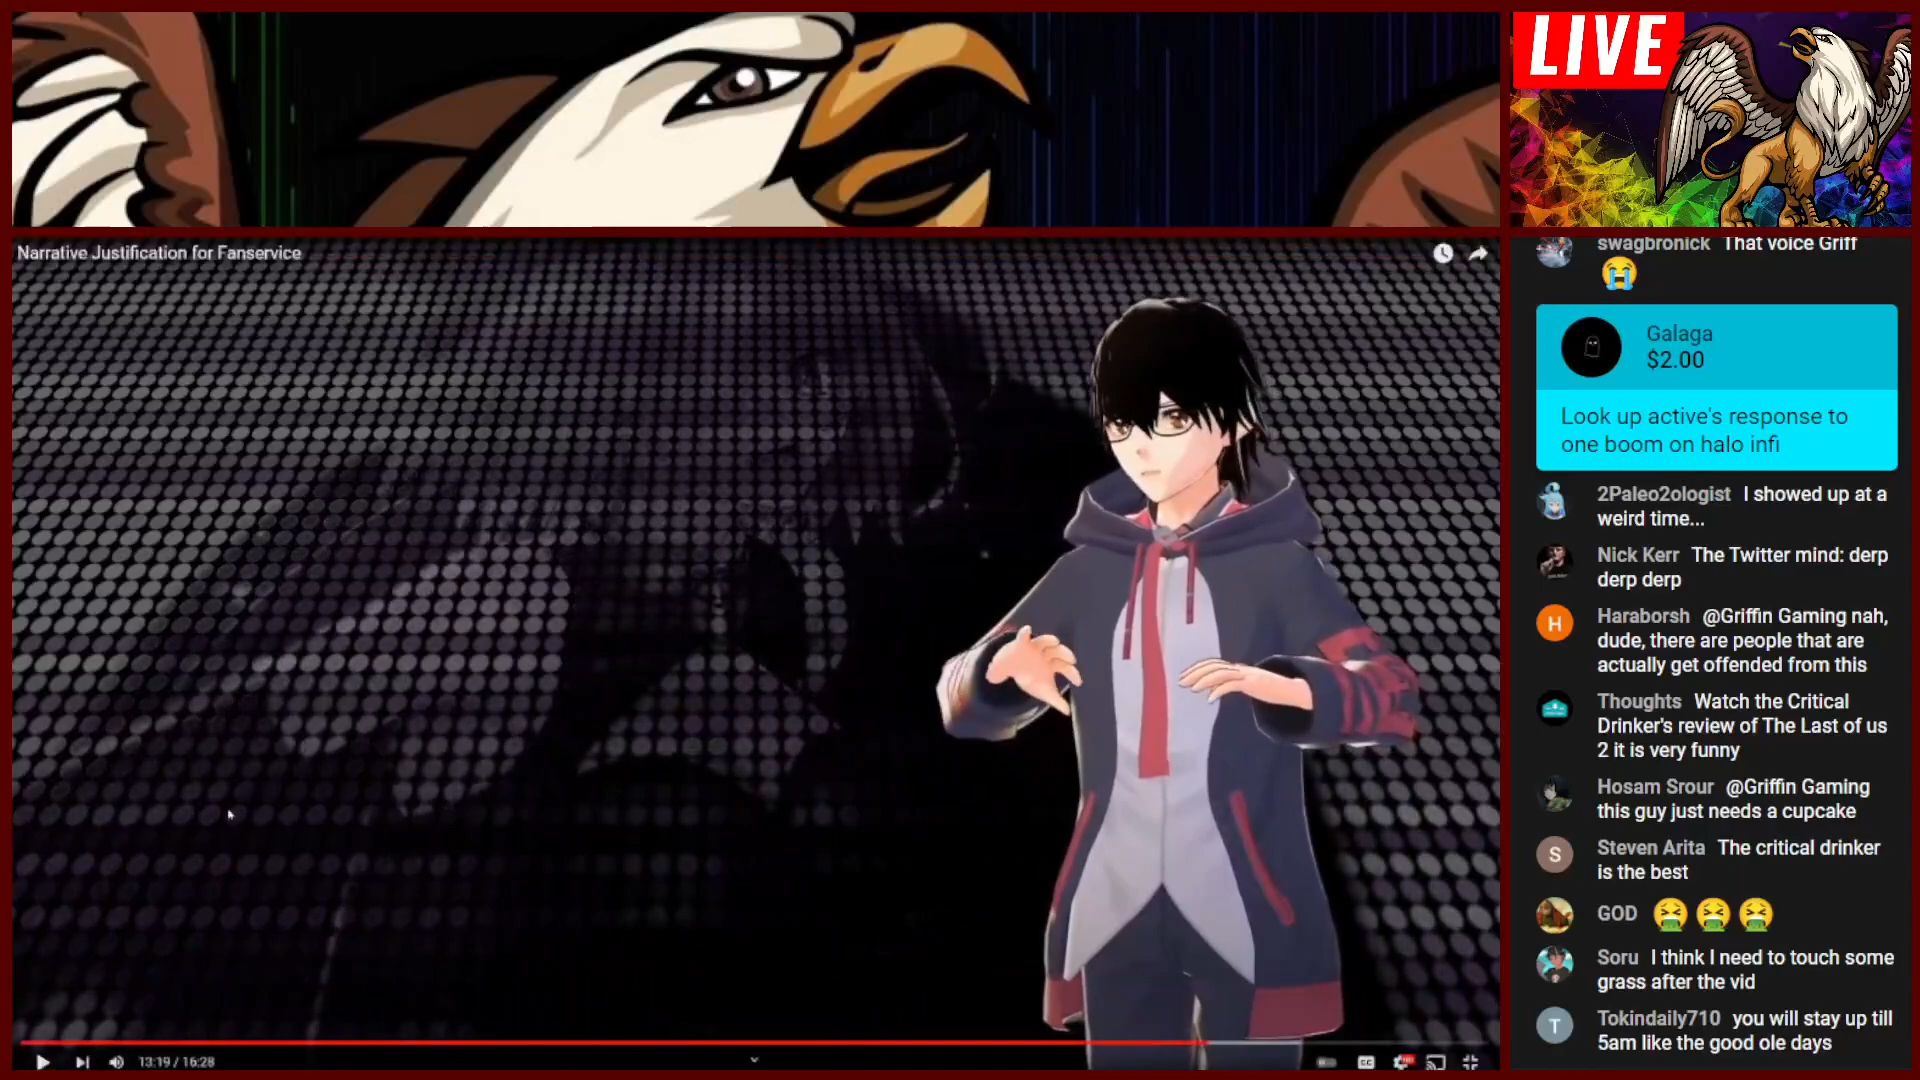 LIVE
Narrative Justification for Fanservice
swagbronick That voice Griff
😭
Galaga
$2.00
Look up active's response to
one boom on halo infi
2Paleo2ologist I showed up at a
weird time...
Nick Kerr The Twitter mind: derp
derp derp
H
Haraborsh @Griffin Gaming nah,
dude, there are people that are
actually get offended from this
Thoughts Watch the Critical
Drinker's review of The Last of us
2 it is very funny
Hosam Srour @Griffin Gaming
this guy just needs a cupcake
S
Steven Arita The critical drinker
is the best
GOD 🤮🤮🤮
Soru I think I need to touch some
grass after the vid
T
Tokindaily710 you will stay up till
5am like the good ole days
13:19 / 16:28
CC